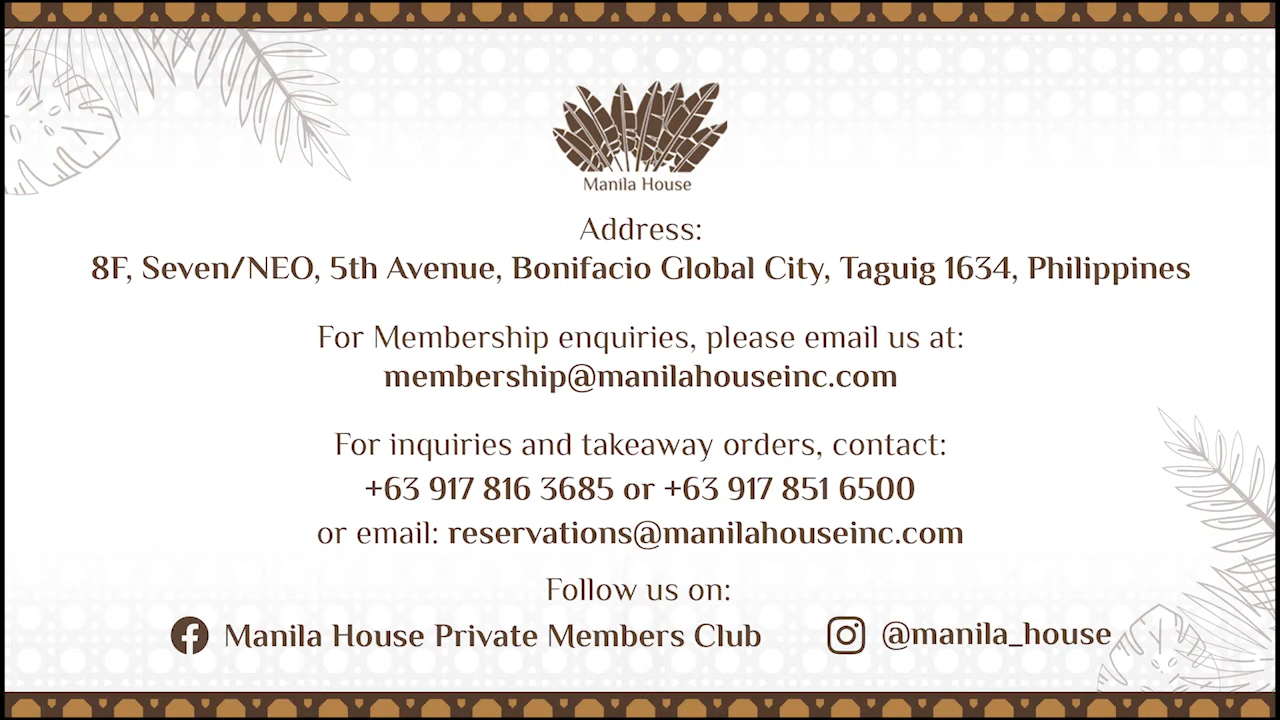 Manila House
Address:
8F, Seven/NEO, 5th Avenue, Bonifacio Global City, Taguig 1634, Philippines
For Membership enquiries, please email us at:
membership@manilahouseinc.com
For inquiries and takeaway orders, contact:
+63 917 816 3685 or +63 917 851 6500
or email: reservations@manilahouseinc.com
Follow us on:
Manila House Private Members Club
@manila_house